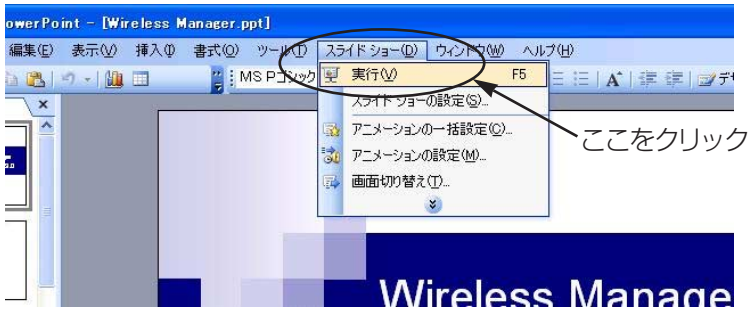 owerPoint - [Wireless Manager.ppt]
編集(E) 表示(V) 挿入(I) 書式(O) ツール(T) スライド ショー(D) ウィンドウ(W) ヘルプ(H)
MS Pゴシック
実行(V) F5
スライド ショーの設定(S)...
アニメーションの一括設定(C)...
アニメーションの設定(M)...
画面切り替え(T)...
ここをクリック
Wireless Manage